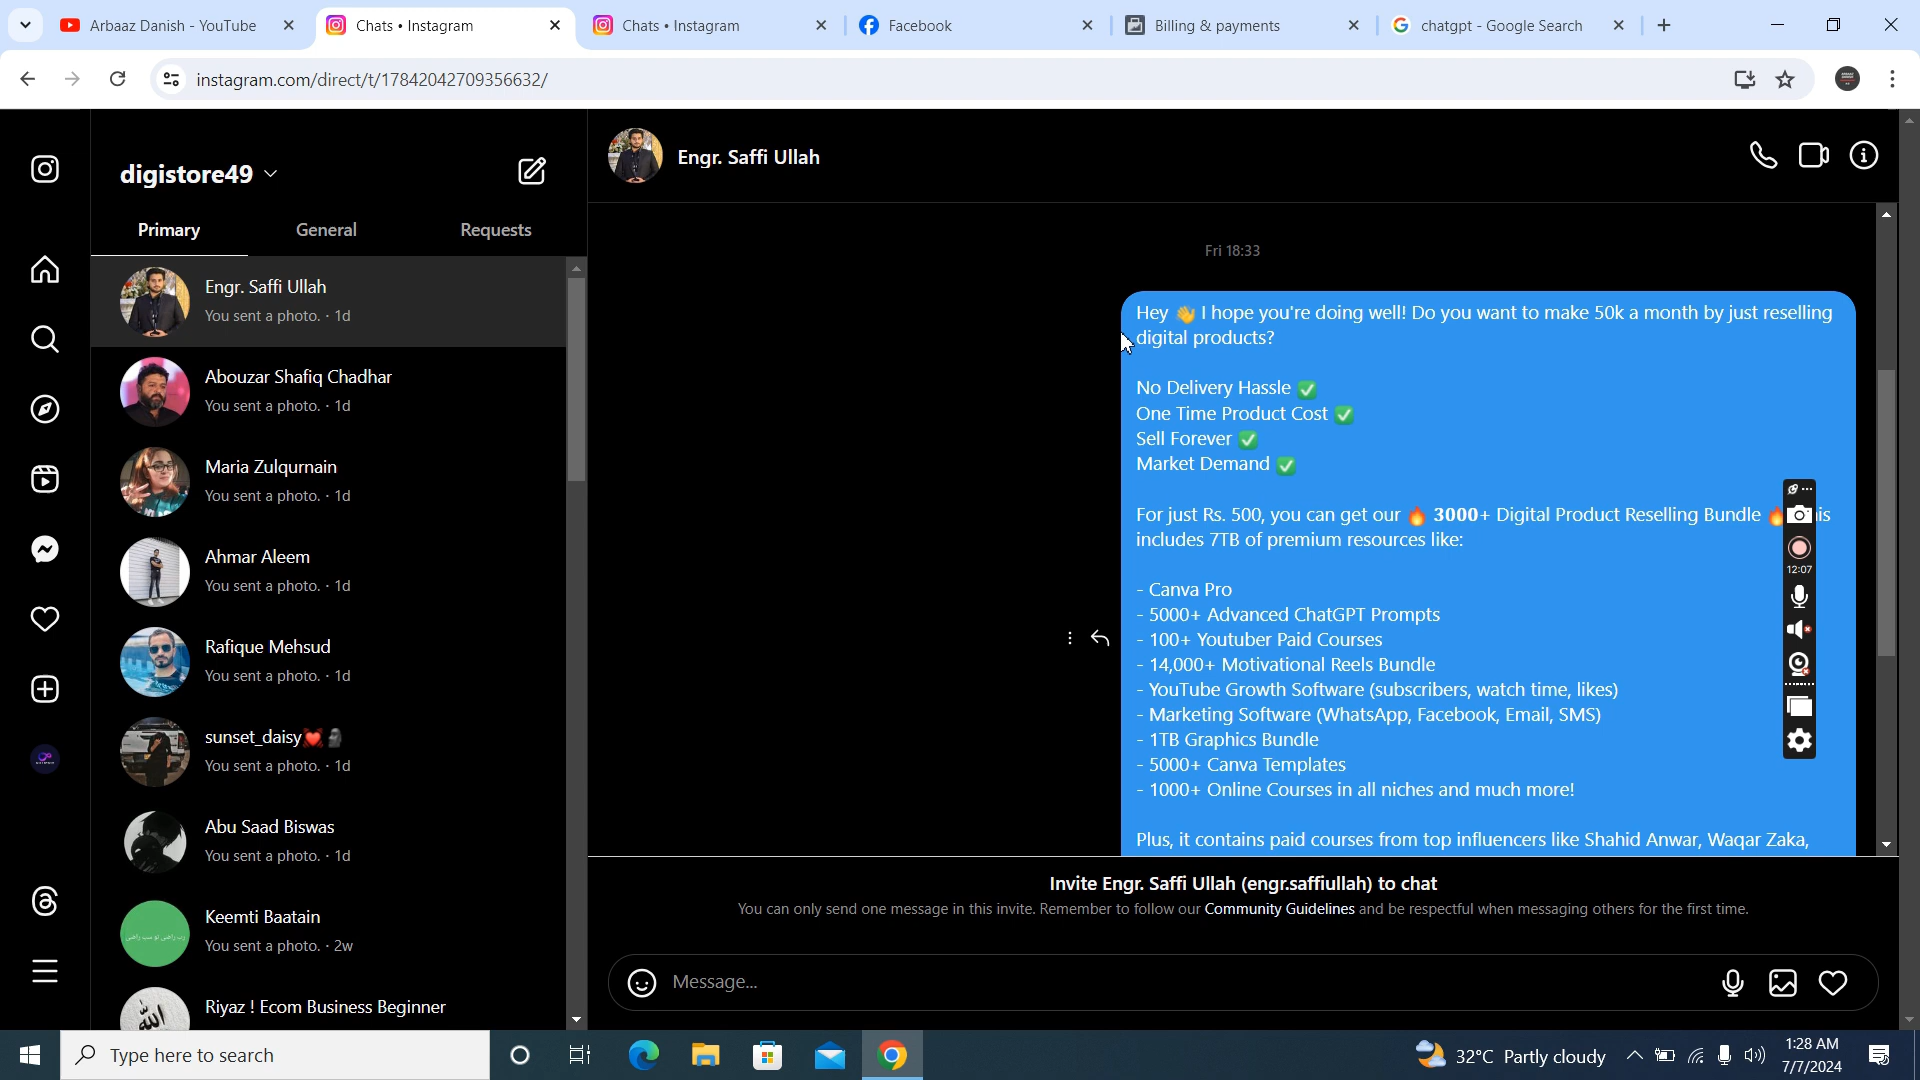 Arbaaz Danish - YouTube
Chats • Instagram
Chats • Instagram
Facebook
Billing & payments
chatgpt - Google Search
instagram.com/direct/t/17842042709356632/
digistore49
Primary
General
Requests
Engr. Saffi Ullah
You sent a photo. · 1d
Abouzar Shafiq Chadhar
You sent a photo. · 1d
Maria Zulqurnain
You sent a photo. · 1d
Ahmar Aleem
You sent a photo. · 1d
Rafique Mehsud
You sent a photo. · 1d
sunset_daisy
You sent a photo. · 1d
Abu Saad Biswas
You sent a photo. · 1d
Keemti Baatain
You sent a photo. · 2w
Riyaz ! Ecom Business Beginner
Engr. Saffi Ullah
Fri 18:33
Hey 👋 I hope you're doing well! Do you want to make 50k a month by just reselling
digital products?
No Delivery Hassle ✅
One Time Product Cost ✅
Sell Forever ✅
Market Demand ✅
For just Rs. 500, you can get our 🔥 3000+ Digital Product Reselling Bundle 🔥 is
includes 7TB of premium resources like:
- Canva Pro
- 5000+ Advanced ChatGPT Prompts
- 100+ Youtuber Paid Courses
- 14,000+ Motivational Reels Bundle
- YouTube Growth Software (subscribers, watch time, likes)
- Marketing Software (WhatsApp, Facebook, Email, SMS)
- 1TB Graphics Bundle
- 5000+ Canva Templates
- 1000+ Online Courses in all niches and much more!
Plus, it contains paid courses from top influencers like Shahid Anwar, Waqar Zaka,
12:07
Invite Engr. Saffi Ullah (engr.saffiullah) to chat
You can only send one message in this invite. Remember to follow our Community Guidelines and be respectful when messaging others for the first time.
Message...
Type here to search
32°C Partly cloudy
1:28 AM
7/7/2024